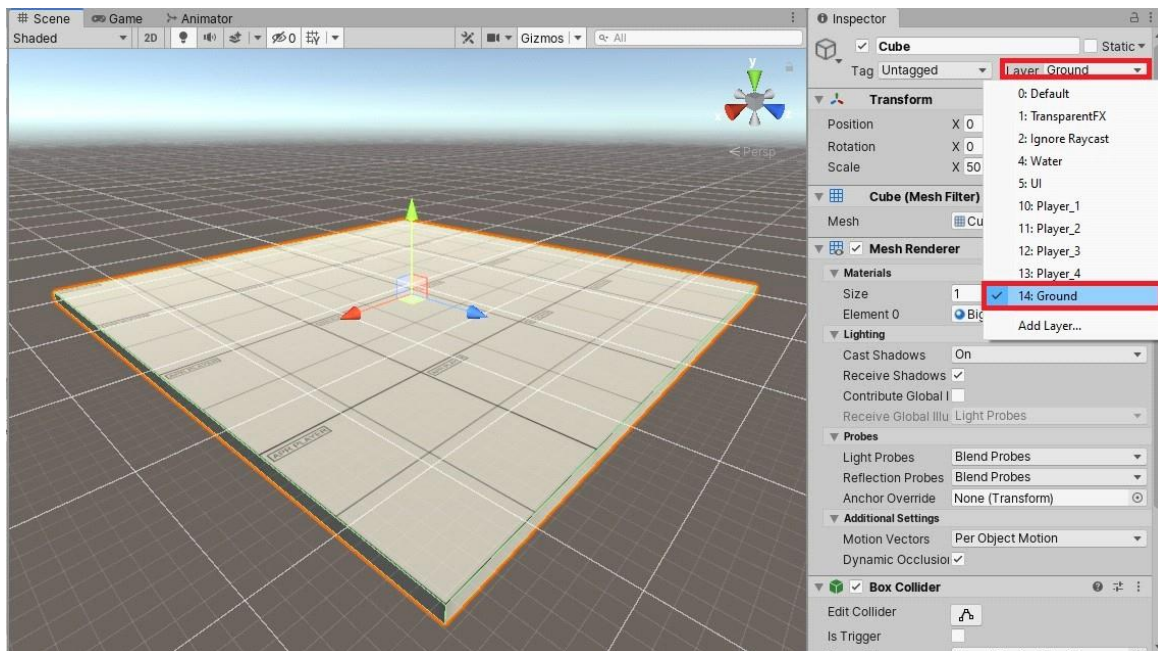 Scene Game Animator
Shaded 2D 0 Gizmos All
y
Persp
APR PLAYER
Inspector
Cube Static
Tag Untagged Layer Ground
0: Default
1: TransparentFX
2: Ignore Raycast
4: Water
5: UI
10: Player_1
11: Player_2
12: Player_3
13: Player_4
14: Ground
Add Layer...
Transform
Position X 0
Rotation X 0
Scale X 50
Cube (Mesh Filter)
Mesh Cu
Mesh Renderer
Materials
Size 1
Element 0 Big
Lighting
Cast Shadows On
Receive Shadows
Contribute Global I
Receive Global Illu Light Probes
Probes
Light Probes Blend Probes
Reflection Probes Blend Probes
Anchor Override None (Transform)
Additional Settings
Motion Vectors Per Object Motion
Dynamic Occlusio
Box Collider
Edit Collider
Is Trigger